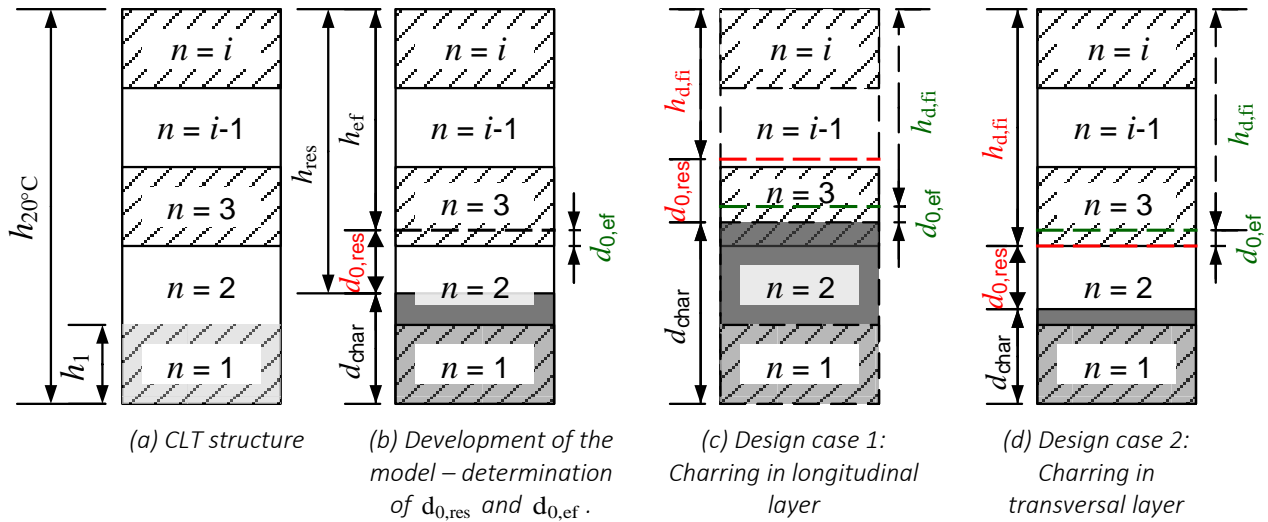 n = i
n = i-1
n = 3
n = 2
n = 1
h20°C
h1
(a) CLT structure
n = i
n = i-1
n = 3
n = 2
n = 1
hres
hef
d0,res
dchar
d0,ef
(b) Development of the
model – determination
of d0,res and d0,ef .
n = i
n = i-1
n = 3
n = 2
n = 1
hd,fi
d0,res
dchar
hd,fi
d0,ef
(c) Design case 1:
Charring in longitudinal
layer
n = i
n = i-1
n = 3
n = 2
n = 1
hd,fi
d0,res
dchar
hd,fi
d0,ef
(d) Design case 2:
Charring in
transversal layer